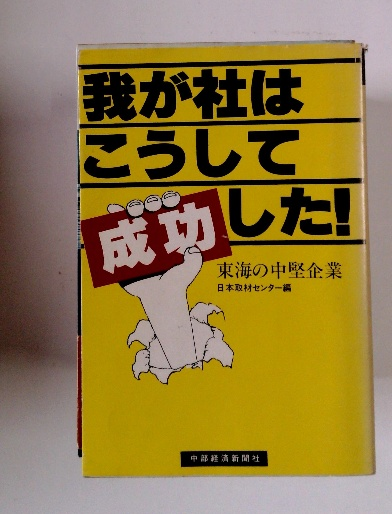 我が社は
こうして
成功した!
東海の中堅企業
日本取材センター編
中部経済新聞社